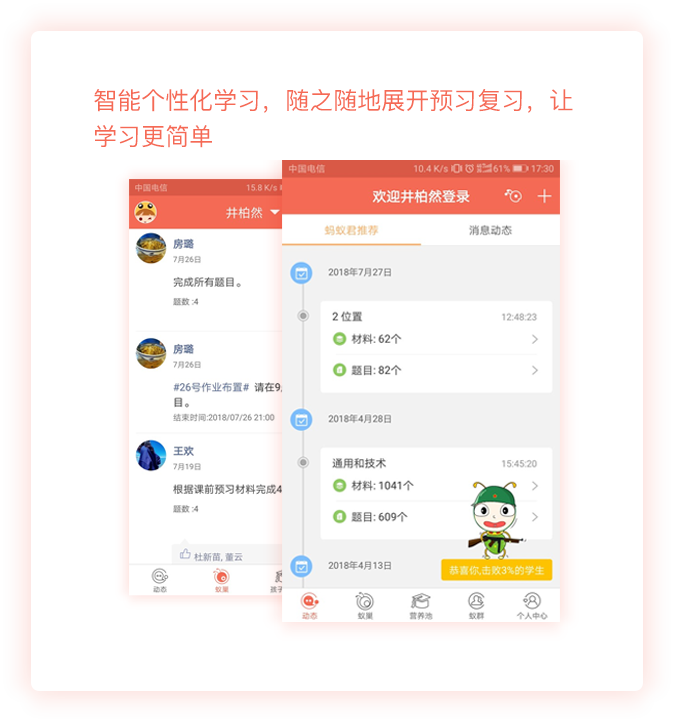 智能个性化学习，随之随地展开预习复习，让
学习更简单
中国电信
15.8 K/s
井柏然
房璐
7月26日
完成所有题目。
题数 :4
房璐
7月26日
#26号作业布置# 请在9
目。
结束时间:2018/07/26 21:00
王欢
7月19日
根据课前预习材料完成4
题数 :4
杜新苗, 董云
动态
蚁巢
孩子
中国电信
10.4 K/s
61%
17:30
欢迎井柏然登录
蚂蚁君推荐
消息动态
2018年7月27日
2 位置
12:48:23
材料: 62个
题目: 82个
2018年4月28日
通用和技术
15:45:20
材料: 1041个
题目: 609个
2018年4月13日
恭喜你,击败3%的学生
动态
蚁巢
营养池
蚁群
个人中心